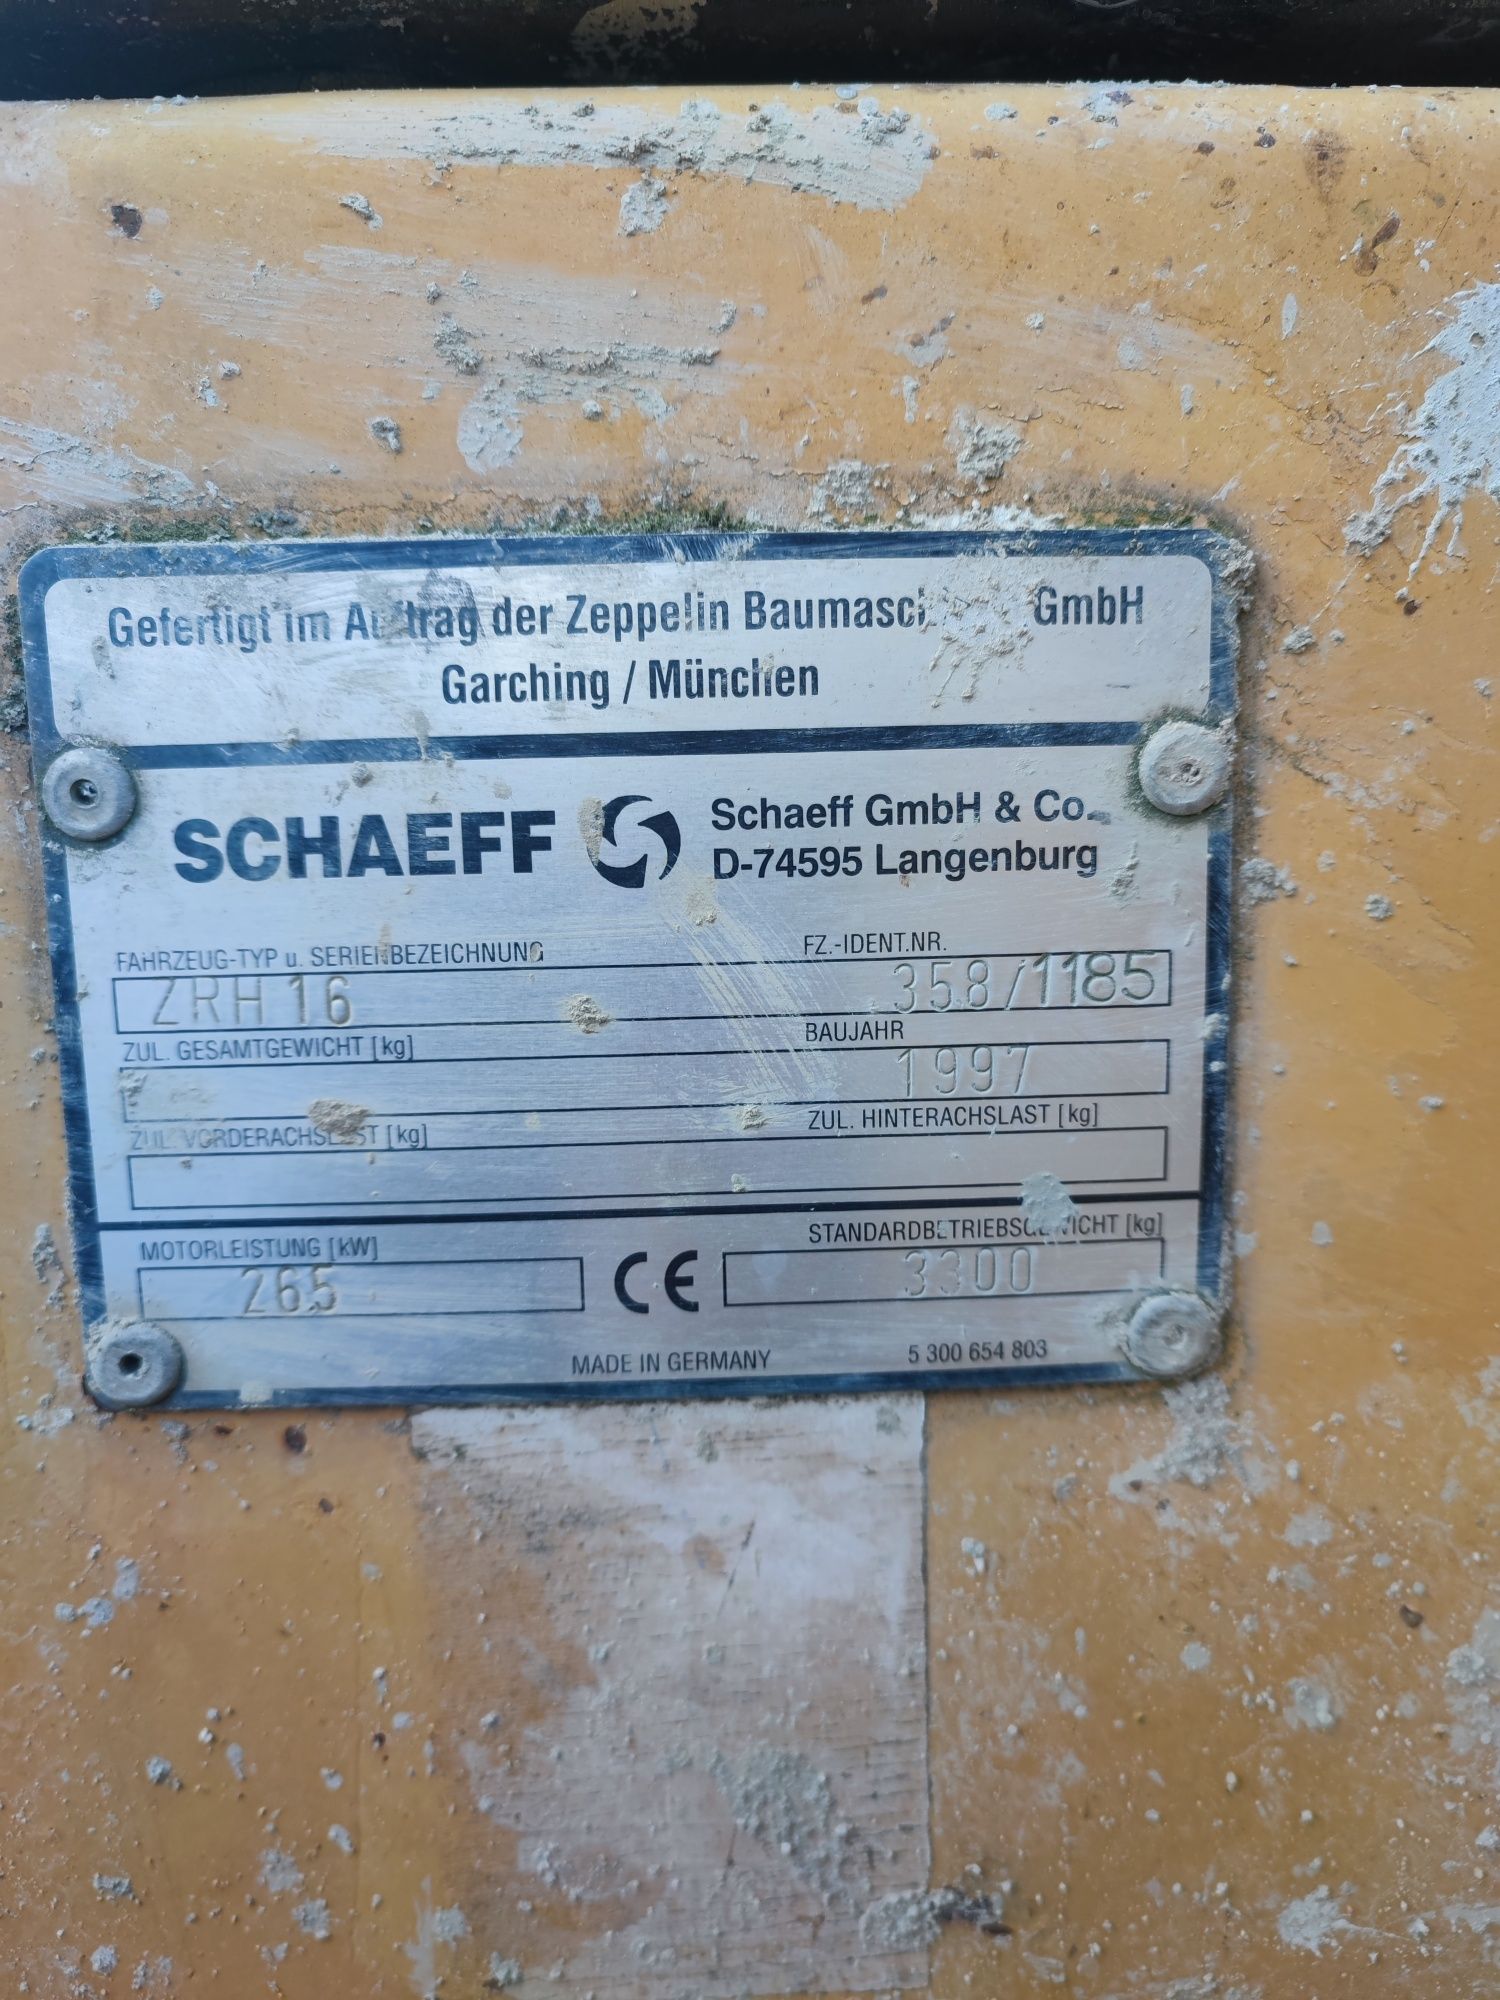 Gefertigt im Auftrag der Zeppelin GmbH
Garching / München
SCHAEFF
Schaeff GmbH & Co.
D-74595 Langenburg
FAHRZEUG-TYP u. SERIENBEZEICHNUNG
FZ.-IDENT.NR.
ZRH 16
358/1185
ZUL. GESAMTGEWICHT [kg]
BAUJAHR
1997
ZUL. VORDERACHSLAST [kg]
ZUL. HINTERACHSLAST [kg]
MOTORLEISTUNG [kW]
STANDARDBETRIEBSGEWICHT [kg]
26.5
CE
3300
MADE IN GERMANY
5 300 654 803